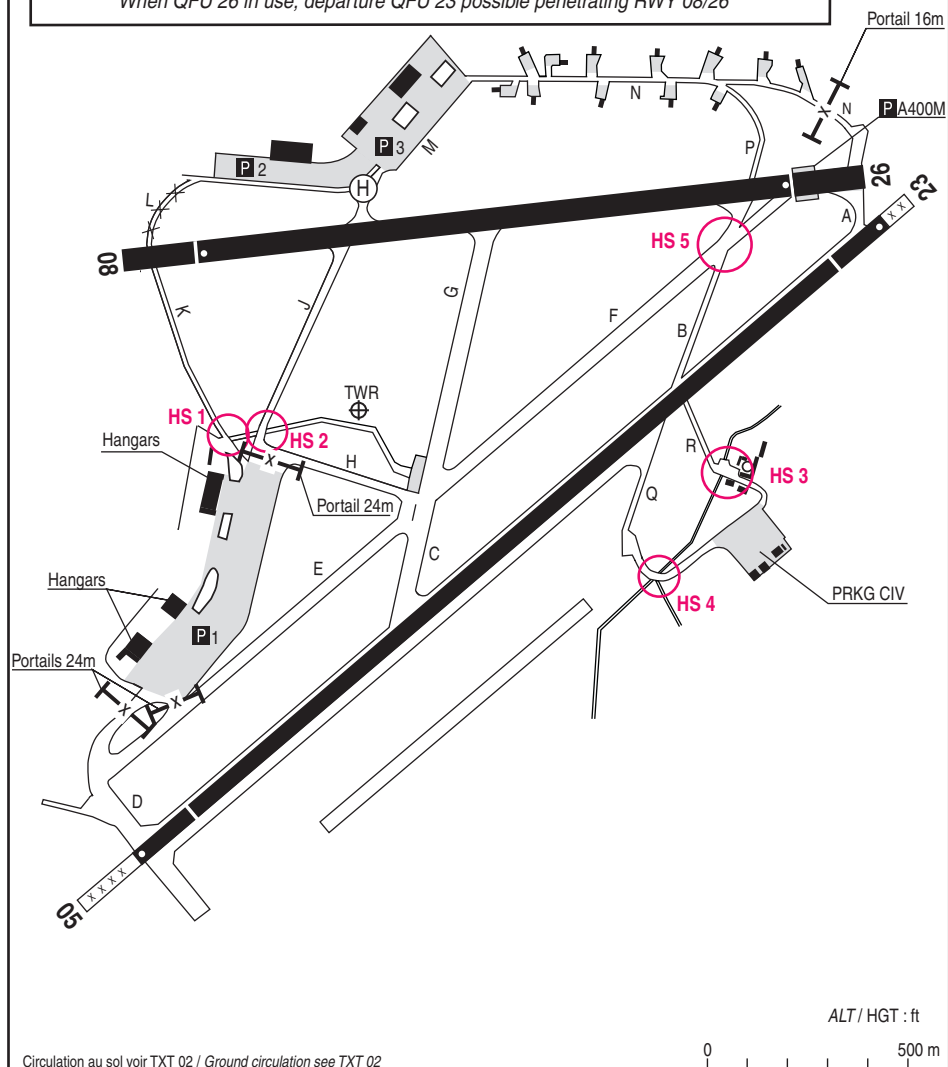 When QFU 26 in use, departure QFU 23 possible penetrating RWY 08/26
Portail 16m
N
N
P A400M
M
P
P 3
P 2
H
L
26
23
A
HS 5
08
G
J
K
F
B
TWR
HS 1
HS 2
Hangars
X
H
R
HS 3
Portail 24m
Q
E
C
Hangars
HS 4
PRKG CIV
P 1
Portails 24m
X
X
D
X X X X
05
X X
X
ALT / HGT : ft
Circulation au sol voir TXT 02 / Ground circulation see TXT 02
0 500 m